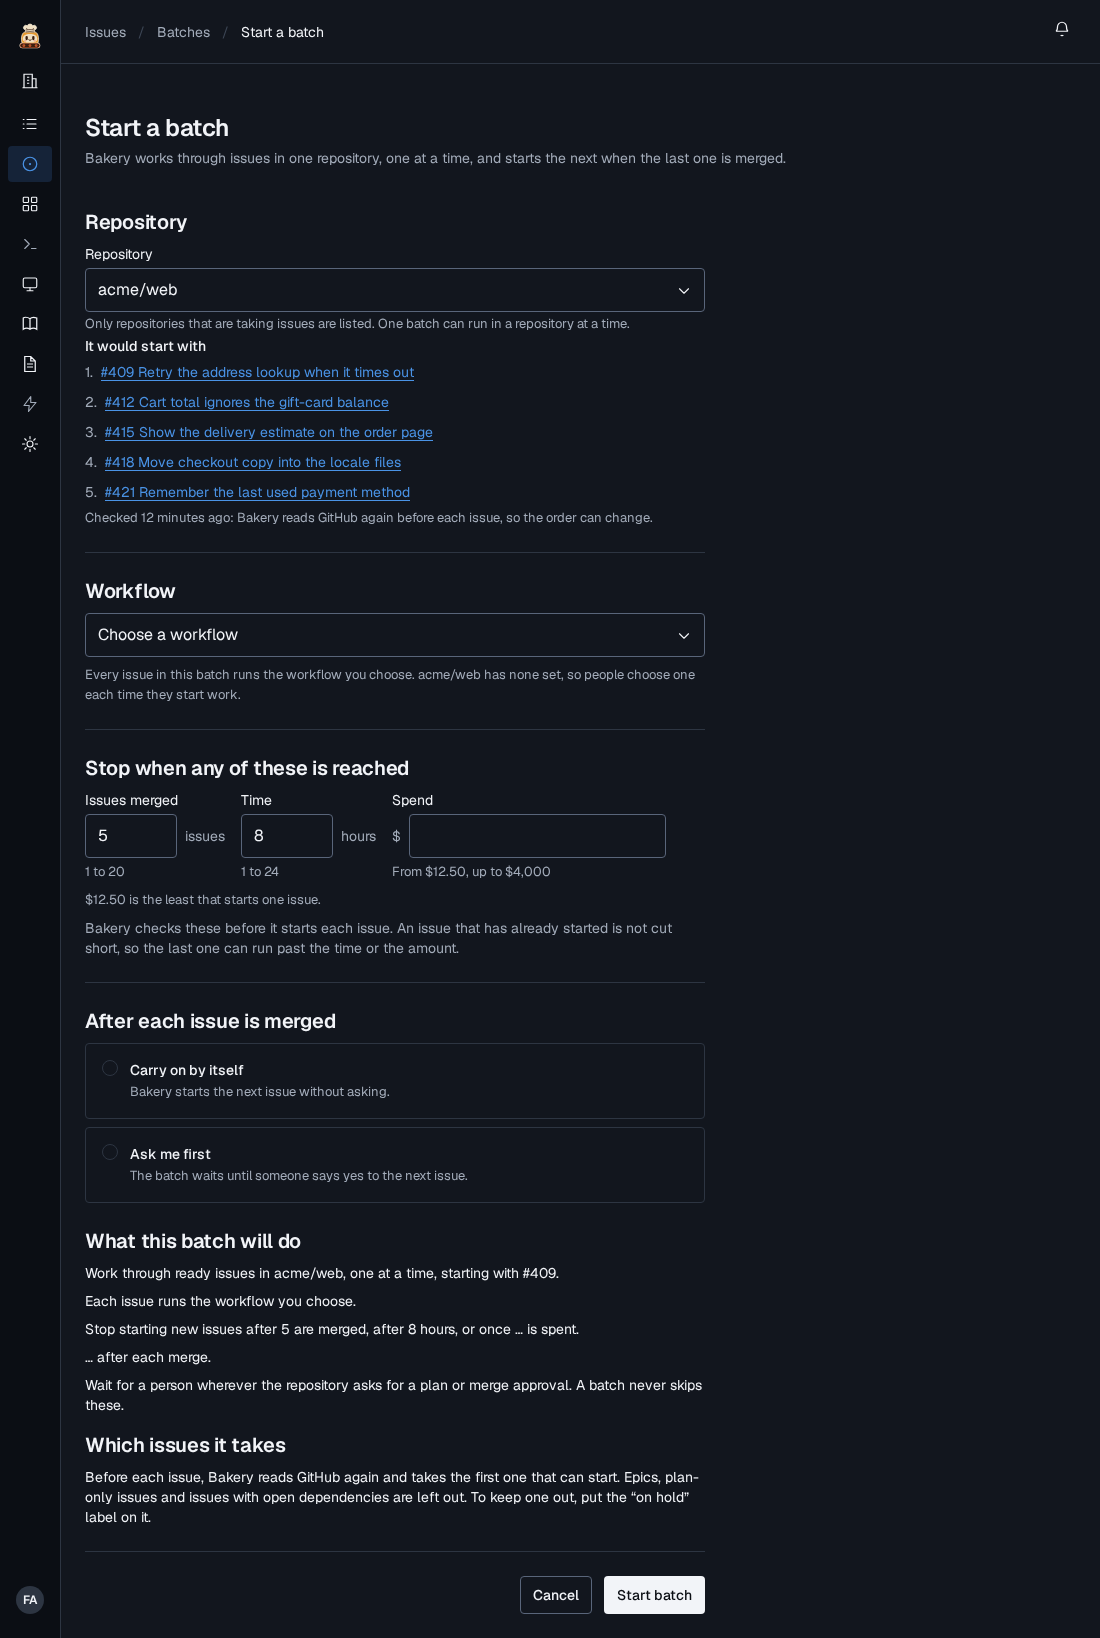 Issues / Batches / Start a batch
Start a batch
Bakery works through issues in one repository, one at a time, and starts the next when the last one is merged.
Repository
Repository
acme/web
Only repositories that are taking issues are listed. One batch can run in a repository at a time.
It would start with
1. #409 Retry the address lookup when it times out
2. #412 Cart total ignores the gift-card balance
3. #415 Show the delivery estimate on the order page
4. #418 Move checkout copy into the locale files
5. #421 Remember the last used payment method
Checked 12 minutes ago: Bakery reads GitHub again before each issue, so the order can change.
Workflow
Choose a workflow
Every issue in this batch runs the workflow you choose. acme/web has none set, so people choose one
each time they start work.
Stop when any of these is reached
Issues merged Time Spend
5 issues 8 hours $
1 to 20 1 to 24 From $12.50, up to $4,000
$12.50 is the least that starts one issue.
Bakery checks these before it starts each issue. An issue that has already started is not cut
short, so the last one can run past the time or the amount.
After each issue is merged
Carry on by itself
Bakery starts the next issue without asking.
Ask me first
The batch waits until someone says yes to the next issue.
What this batch will do
Work through ready issues in acme/web, one at a time, starting with #409.
Each issue runs the workflow you choose.
Stop starting new issues after 5 are merged, after 8 hours, or once … is spent.
… after each merge.
Wait for a person wherever the repository asks for a plan or merge approval. A batch never skips
these.
Which issues it takes
Before each issue, Bakery reads GitHub again and takes the first one that can start. Epics, plan-
only issues and issues with open dependencies are left out. To keep one out, put the “on hold”
label on it.
Cancel Start batch
FA